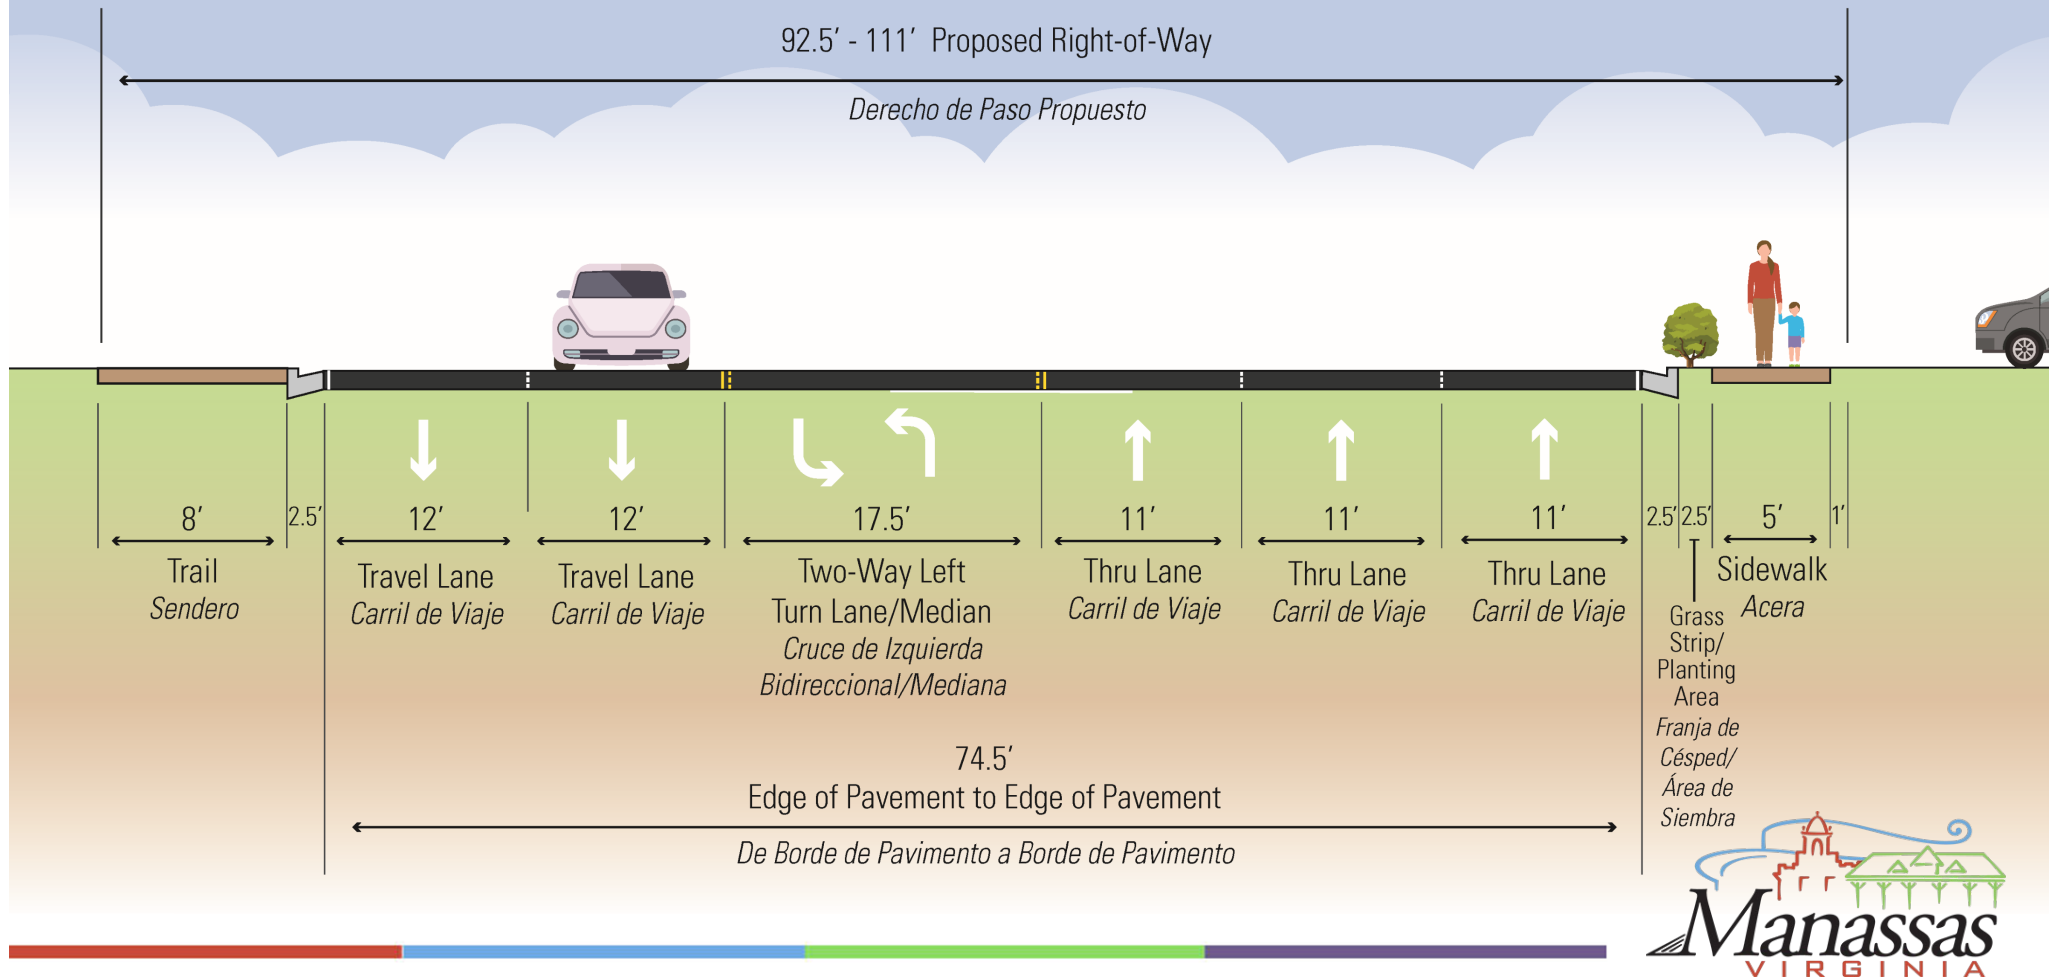 92.5’ - 111’ Proposed Right-of-Way
Derecho de Paso Propuesto
8’
Trail
Sendero
2.5’
12’
Travel Lane
Carril de Viaje
12’
Travel Lane
Carril de Viaje
17.5’
Two-Way Left
Turn Lane/Median
Cruce de Izquierda
Bidireccional/Mediana
11’
Thru Lane
Carril de Viaje
11’
Thru Lane
Carril de Viaje
11’
Thru Lane
Carril de Viaje
2.5’
2.5’
Grass
Strip/
Planting
Area
Franja de
Césped/
Área de
Siembra
5’
Sidewalk
Acera
1’
74.5’
Edge of Pavement to Edge of Pavement
De Borde de Pavimento a Borde de Pavimento
Manassas
VIRGINIA